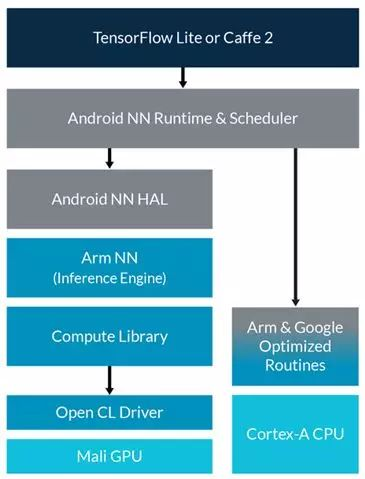 TensorFlow Lite or Caffe 2
Android NN Runtime & Scheduler
Android NN HAL
Arm NN
(Inference Engine)
Compute Library
Open CL Driver
Mali GPU
Arm & Google
Optimized
Routines
Cortex-A CPU